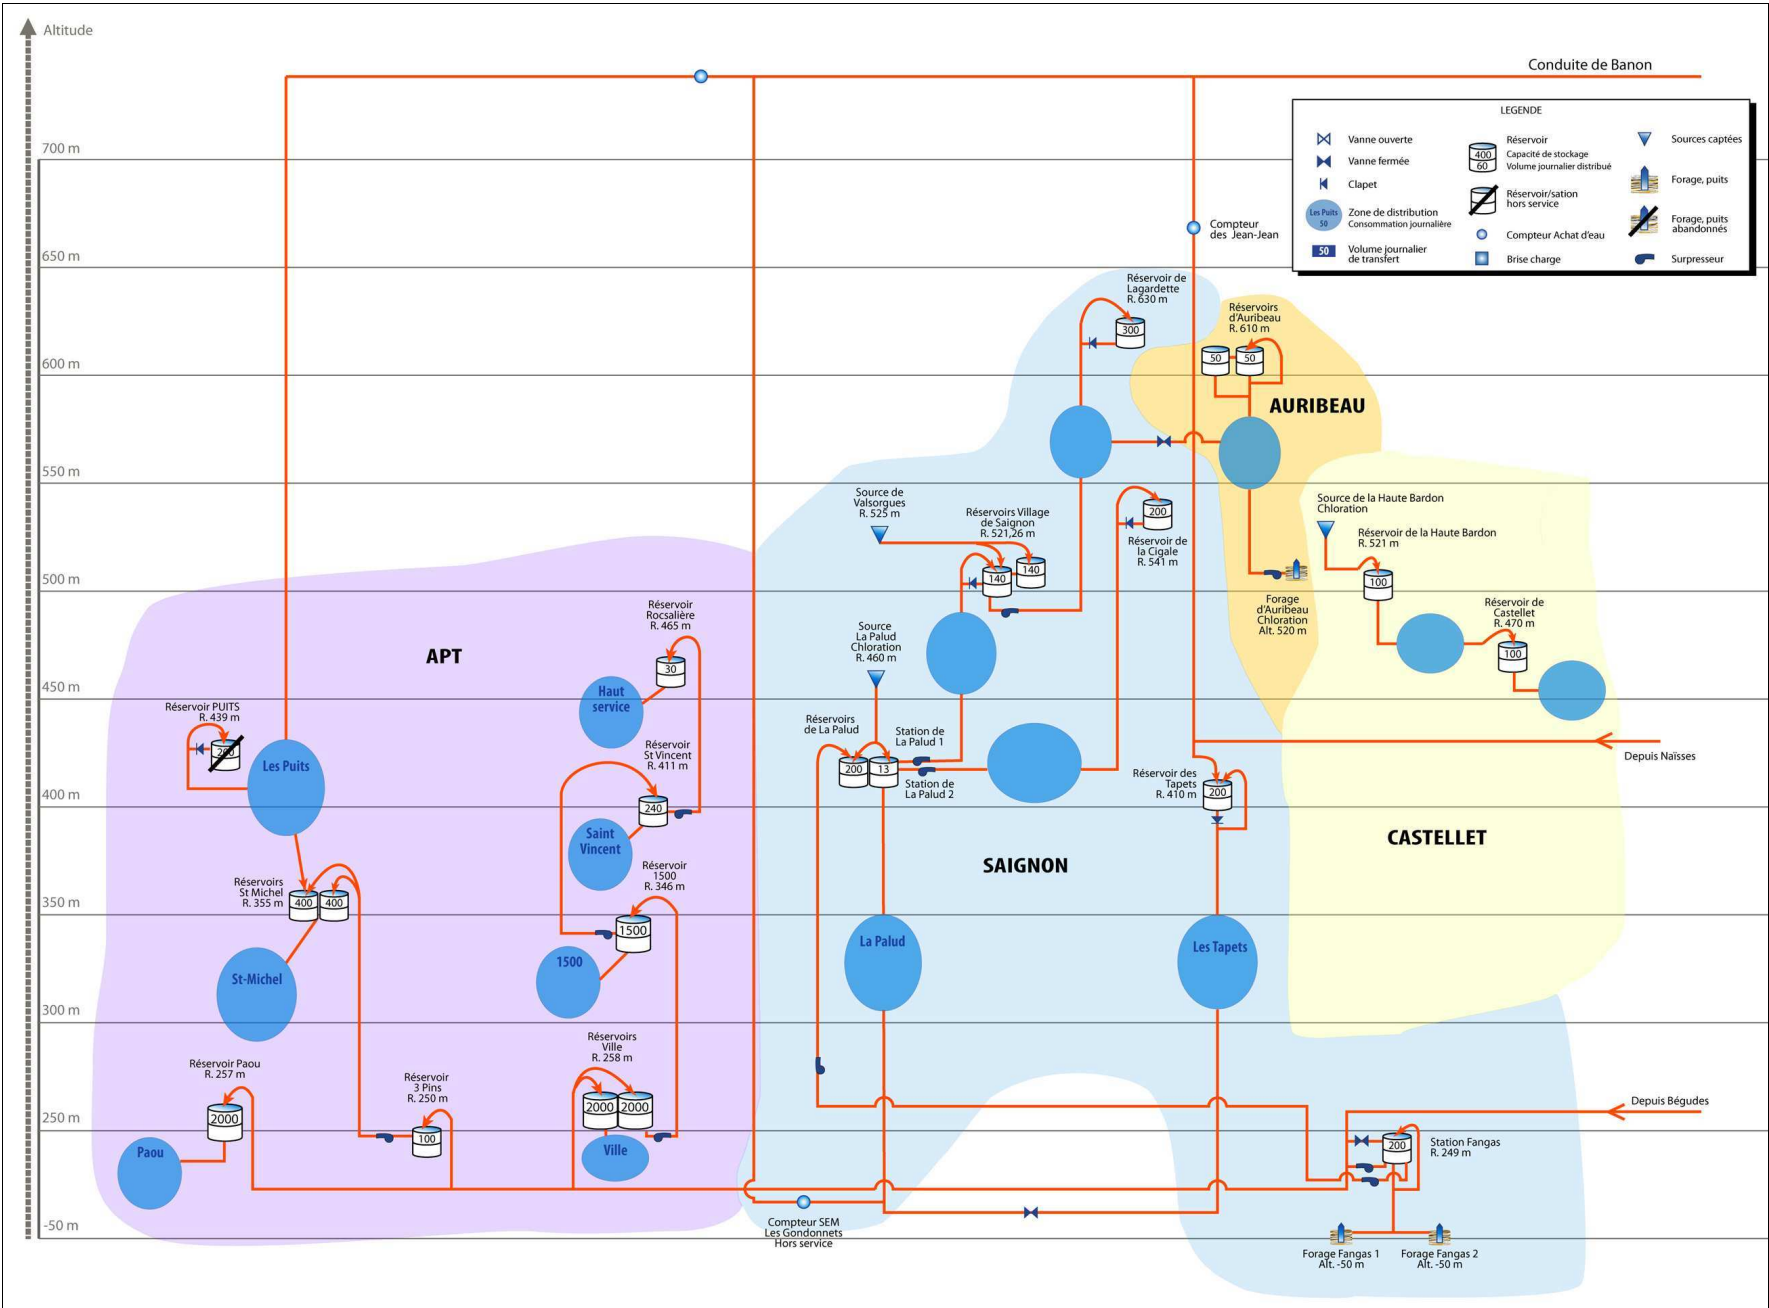 Altitude
Conduite de Banon
LEGENDE
Vanne ouverte
Vanne fermée
Clapet
Les Puits
50
Zone de distribution
Consommation journalière
50
Volume journalier
de transfert
400
60
Réservoir
Capacité de stockage
Volume journalier distribué
Réservoir/sation
hors service
Compteur Achat d'eau
Brise charge
Sources captées
Forage, puits
Forage, puits
abandonnés
Surpresseur
700 m
650 m
600 m
550 m
500 m
450 m
400 m
350 m
300 m
250 m
-50 m
Compteur
des Jean-Jean
Réservoir de
Lagardette
R. 630 m
300
Réservoirs
d'Auribeau
R. 610 m
50
50
AURIBEAU
Source de
Valsorgues
R. 525 m
Réservoirs Village
de Saignon
R. 521,26 m
140
140
200
Réservoir de
la Cigale
R. 541 m
Source de la Haute Bardon
Chloration
Réservoir de la Haute Bardon
R. 521 m
100
Forage
d'Auribeau
Chloration
Alt. 520 m
Réservoir de
Castellet
R. 470 m
100
Réservoir
Rocsalière
R. 465 m
30
Source
La Palud
Chloration
R. 460 m
APT
Haut
service
Réservoir PUITS
R. 439 m
200
Les Puits
Réservoirs
de La Palud
200
13
Station de
La Palud 1
Station de
La Palud 2
Réservoir
St Vincent
R. 411 m
240
Saint
Vincent
Depuis Naïsses
Réservoir des
Tapets
R. 410 m
200
CASTELLET
SAIGNON
Réservoir
1500
R. 346 m
1500
1500
Réservoirs
St Michel
R. 355 m
400
400
St-Michel
La Palud
Les Tapets
Réservoirs
Ville
R. 258 m
2000
2000
Ville
Réservoir Paou
R. 257 m
2000
Paou
Réservoir
3 Pins
R. 250 m
100
Depuis Bégudes
200
Station Fangas
R. 249 m
Compteur SEM
Les Gondonnets
Hors service
Forage Fangas 1
Alt. -50 m
Forage Fangas 2
Alt. -50 m